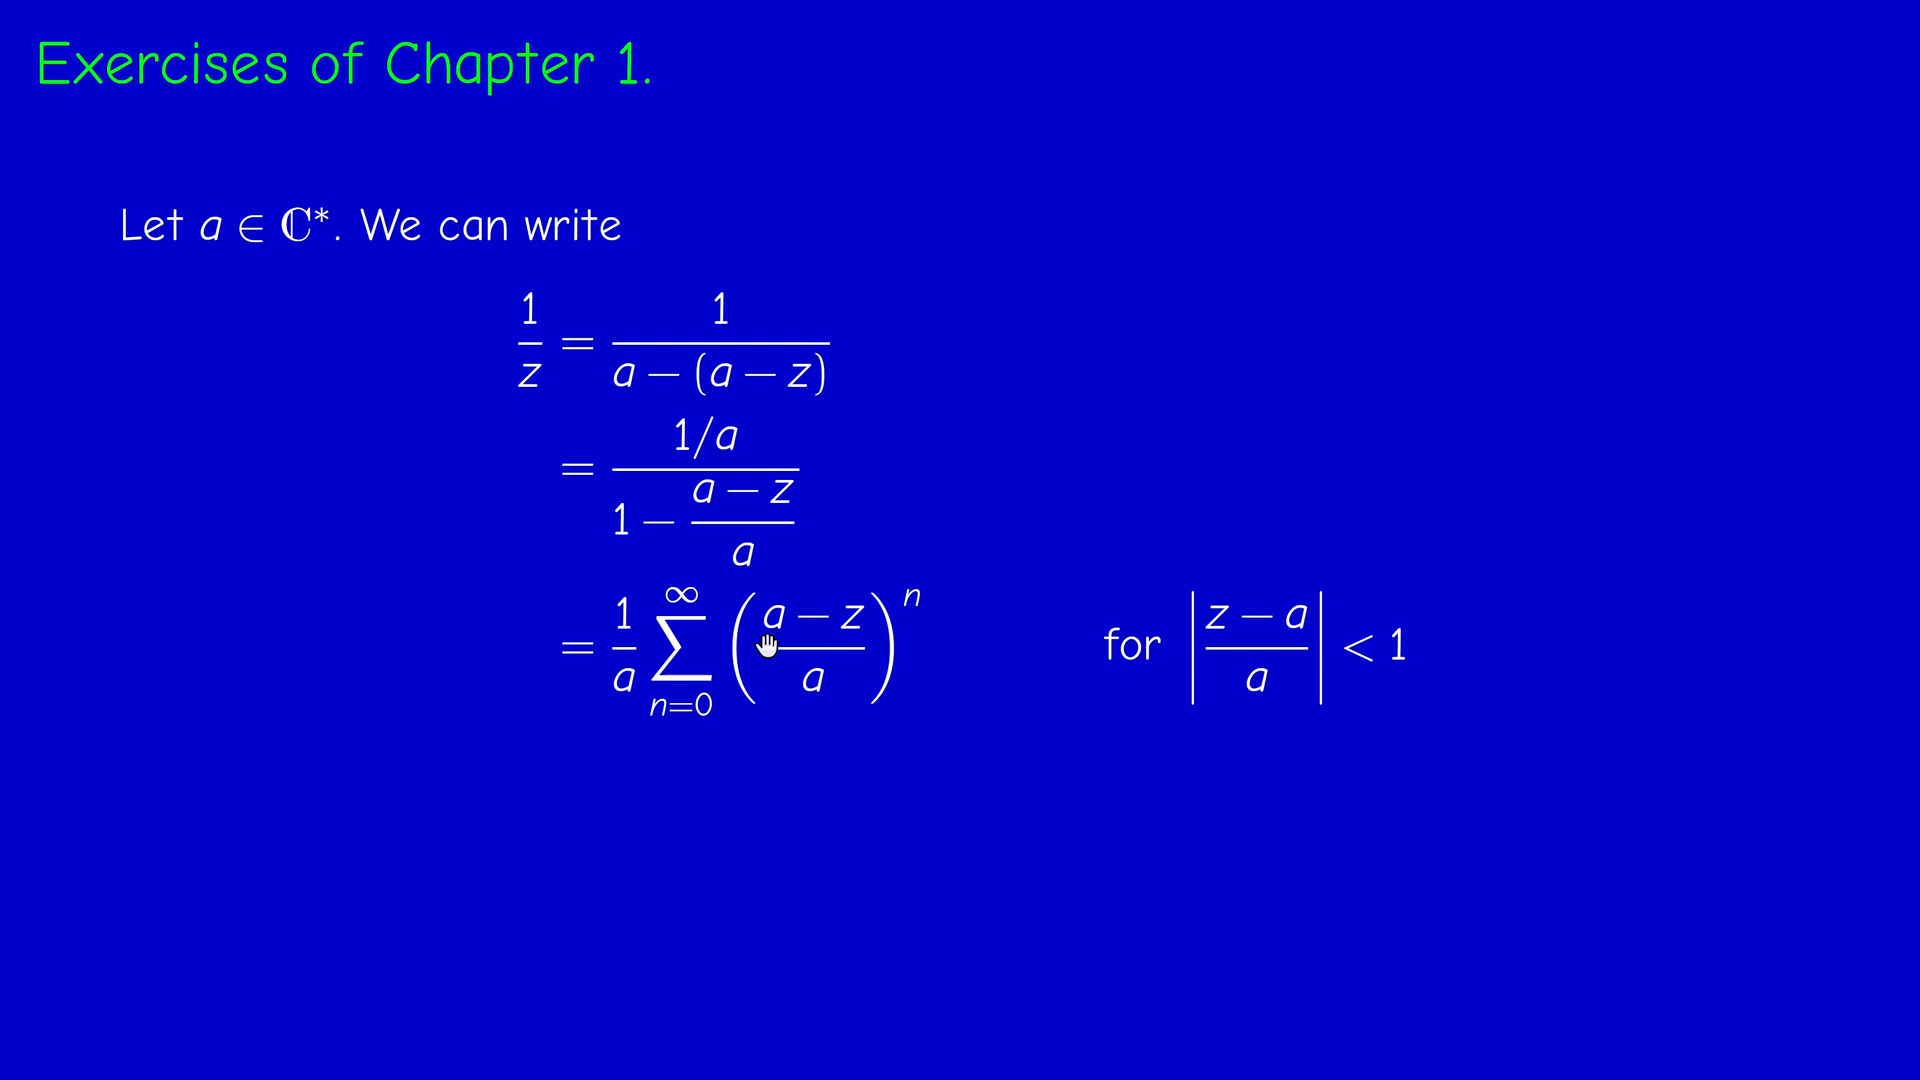 Exercises of Chapter 1.
Let a ∈ ℂ*. We can write
1/z = 1/(a − (a − z))
= (1/a)/(1 − (a − z)/a)
= 1/a ∑_{n=0}^{∞} ((a − z)/a)^n for |(z − a)/a| < 1